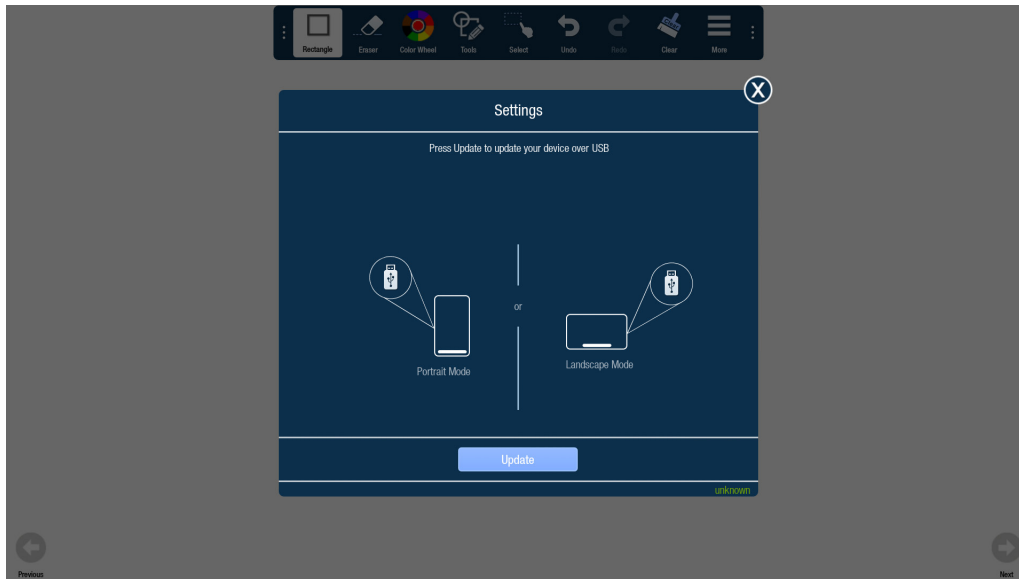 Rectangle Eraser Color Wheel Tools Select Undo Redo Clear More
X
Settings
Press Update to update your device over USB
or
Portrait Mode
Landscape Mode
Update
unknown
Previous
Next